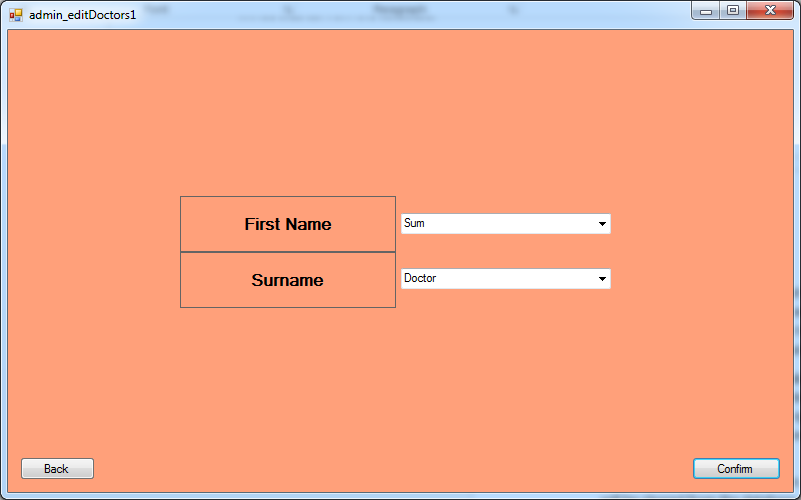 admin_editDoctors1
First Name
Sum
Surname
Doctor
Back
Confirm